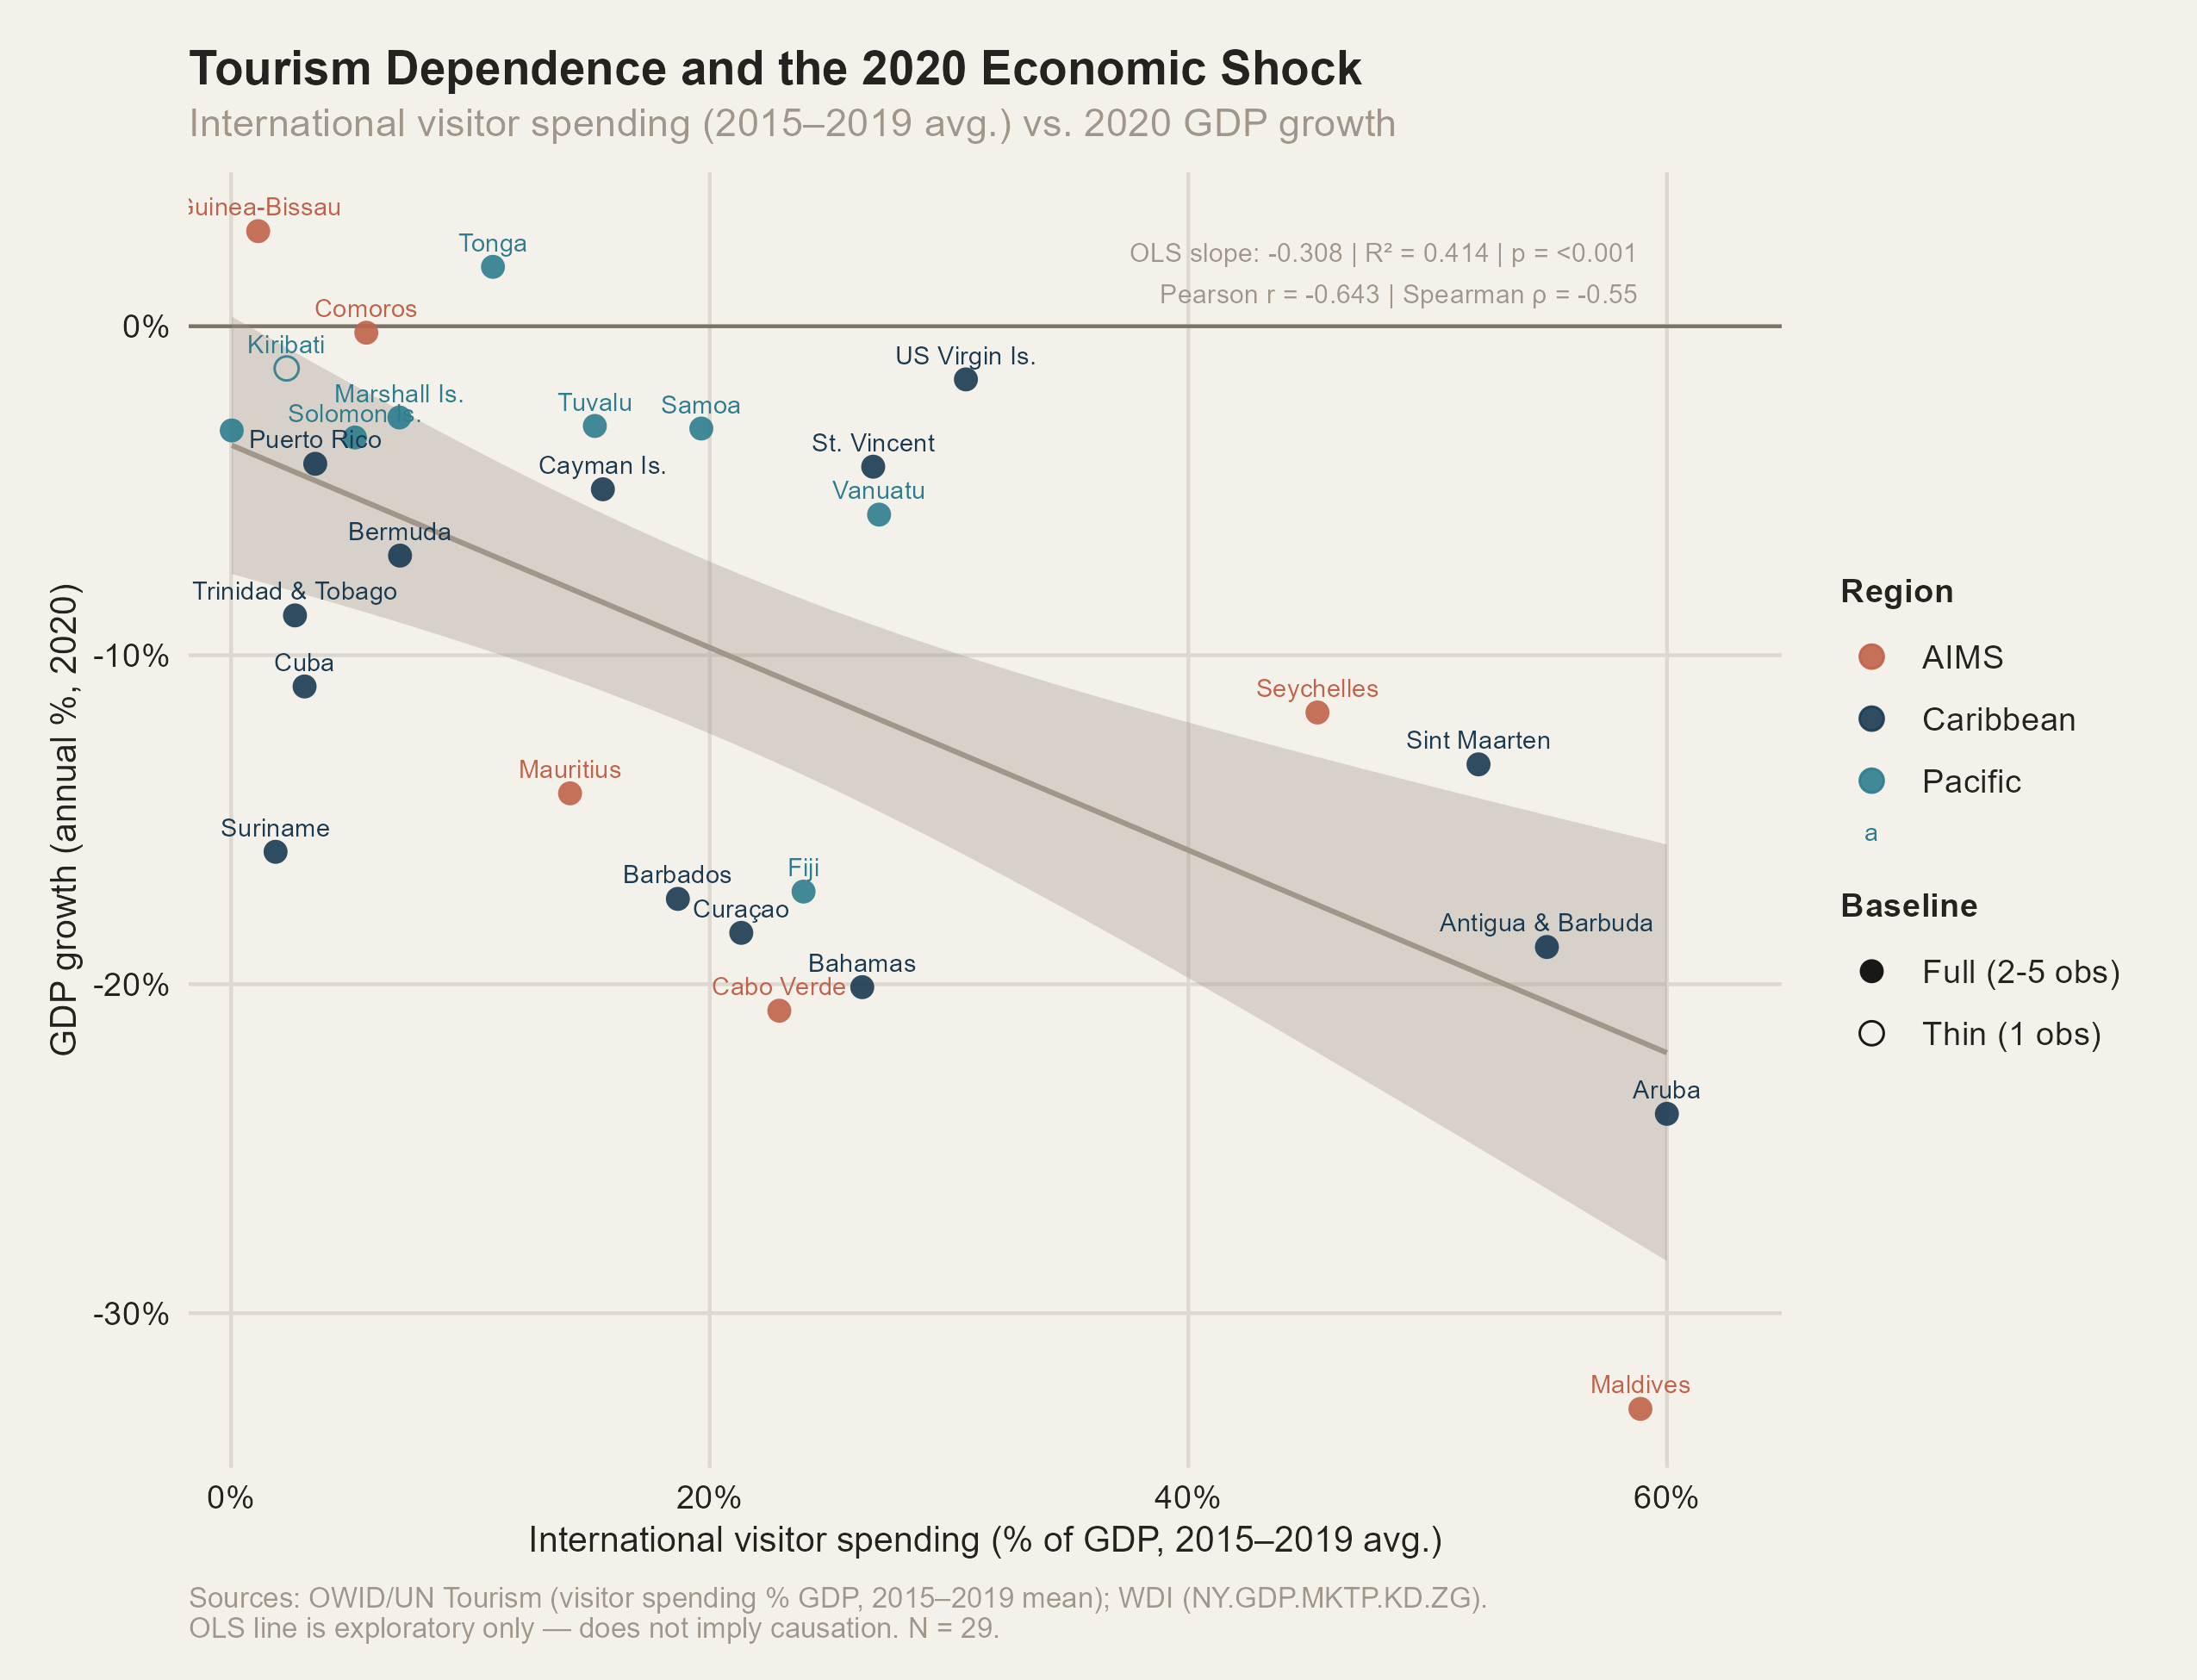 Tourism Dependence and the 2020 Economic Shock
International visitor spending (2015–2019 avg.) vs. 2020 GDP growth
Guinea-Bissau
Tonga
OLS slope: -0.308 | R² = 0.414 | p = <0.001
Pearson r = -0.643 | Spearman ρ = -0.55
Comoros
0%
Kiribati
US Virgin Is.
Marshall Is.
Tuvalu
Samoa
Solomon Is.
Puerto Rico
St. Vincent
Cayman Is.
Vanuatu
Bermuda
Trinidad & Tobago
-10%
Cuba
Seychelles
Sint Maarten
Mauritius
Suriname
Barbados
Fiji
Curaçao
Antigua & Barbuda
Bahamas
-20%
Cabo Verde
Aruba
-30%
Maldives
GDP growth (annual %, 2020)
0%
20%
40%
60%
International visitor spending (% of GDP, 2015–2019 avg.)
Region
AIMS
Caribbean
Pacific
a
Baseline
Full (2-5 obs)
Thin (1 obs)
Sources: OWID/UN Tourism (visitor spending % GDP, 2015–2019 mean); WDI (NY.GDP.MKTP.KD.ZG).
OLS line is exploratory only — does not imply causation. N = 29.